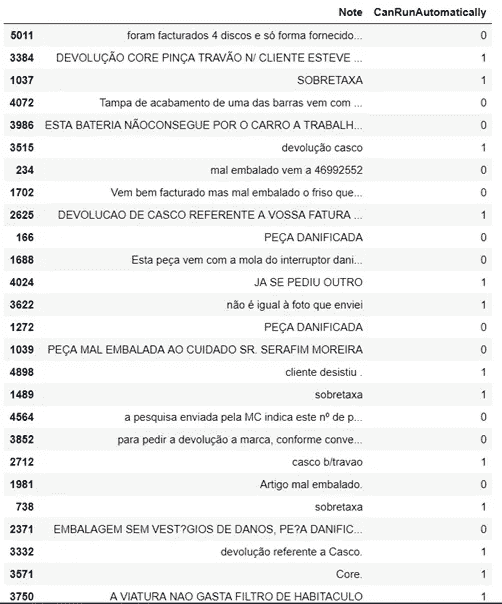 Note CanRunAutomatically
5011 foram facturados 4 discos e só forma fornecido... 0
3384 DEVOLUÇÃO CORE PINÇA TRAVÃO N/ CLIENTE ESTEVE ... 1
1037 SOBRETAXA 1
4072 Tampa de acabamento de uma das barras vem com ... 0
3986 ESTA BATERIA NÃOCONSEGUE POR O CARRO A TRABALH... 0
3515 devolução casco 1
234 mal embalado vem a 46992552 0
1702 Vem bem facturado mas mal embalado o friso que... 0
2625 DEVOLUCAO DE CASCO REFERENTE A VOSSA FATURA ... 1
166 PEÇA DANIFICADA 0
1688 Esta peça vem com a mola do interruptor dani... 0
4024 JA SE PEDIU OUTRO 1
3622 não é igual à foto que enviei 1
1272 PEÇA DANIFICADA 0
1039 PEÇA MAL EMBALADA AO CUIDADO SR. SERAFIM MOREIRA 0
4898 cliente desistiu . 1
1489 sobretaxa 1
4564 a pesquisa enviada pela MC indica este nº de p... 0
3852 para pedir a devolução a marca, conforme conve... 0
2712 casco b/travao 1
1981 Artigo mal embalado. 0
738 sobretaxa 1
2371 EMBALAGEM SEM VEST?GIOS DE DANOS, PE?A DANIFIC... 0
3332 devolução referente a Casco. 1
3571 Core. 1
3750 A VIATURA NAO GASTA FILTRO DE HABITACULO 1